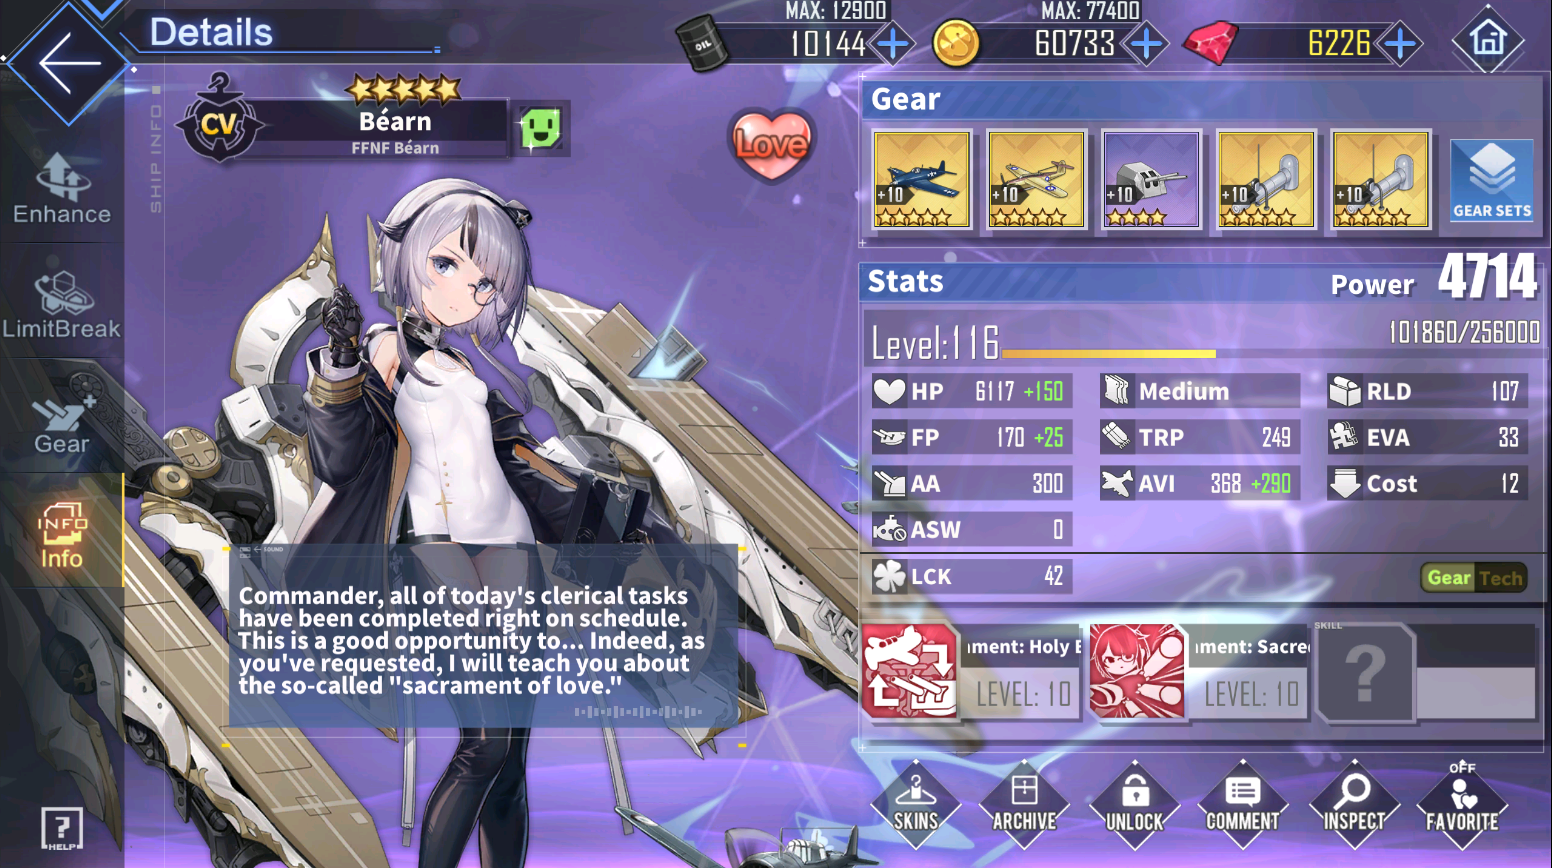 Details
MAX: 12900
10144
OIL
MAX: 77400
60733
6226
SHIP INFO
CV
Béarn
FFNF Béarn
Love
Enhance
LimitBreak
Gear
INFO
Info
HELP
Gear
+10
+10
+10
+10
+10
GEAR SETS
Stats
Power 4714
Level:116
101860/256000
HP 6117 +150
Medium
RLD 107
FP 170 +25
TRP 249
EVA 33
AA 300
AVI 368 +290
Cost 12
ASW 0
LCK 42
Gear Tech
ment: Holy
LEVEL: 10
ment: Sacre
LEVEL: 10
SKILL
?
Commander, all of today's clerical tasks
have been completed right on schedule.
This is a good opportunity to... Indeed, as
you've requested, I will teach you about
the so-called "sacrament of love."
SKINS
ARCHIVE
UNLOCK
COMMENT
INSPECT
OFF
FAVORITE